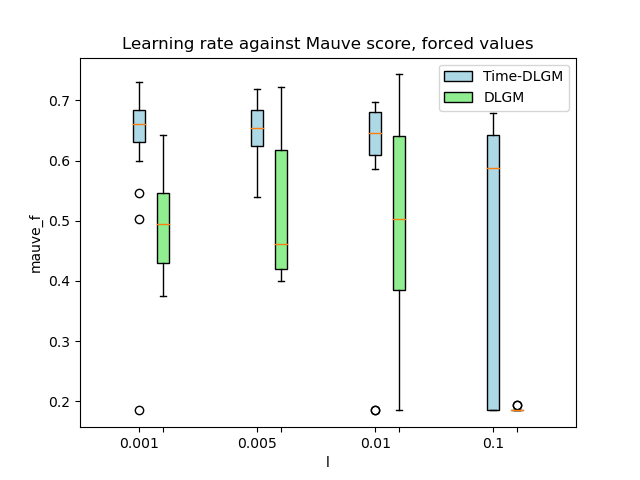 Learning rate against Mauve score, forced values
Time-DLGM
DLGM
0.7
0.6
0.5
0.4
0.3
0.2
mauve_f
0.001
0.005
0.01
0.1
l